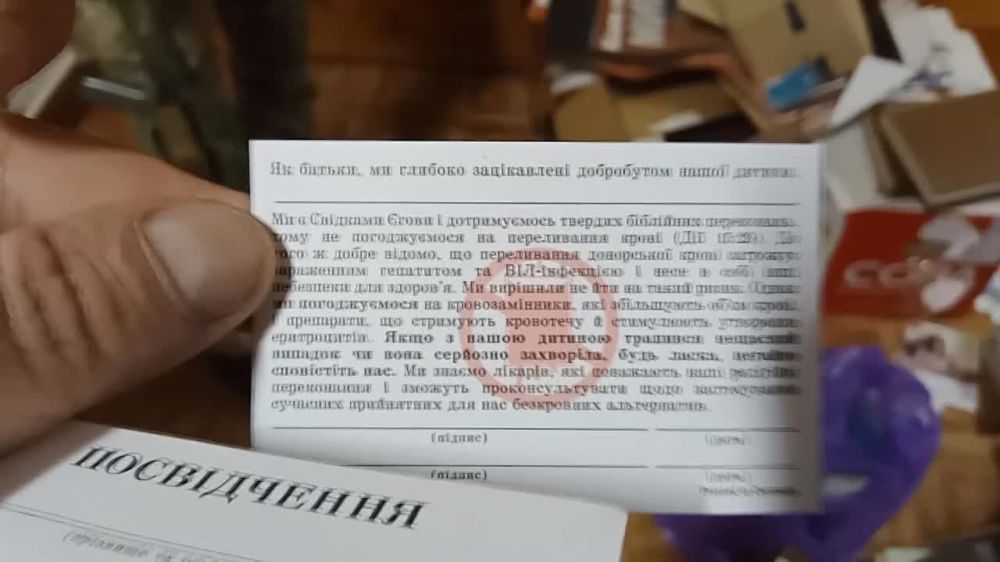 Як батьки, ми глибоко зацікавлені добробутом нашої дитини:
Ми є Свідками Єгови і дотримуємось твердих біблійних переконань,
тому не погоджуємося на переливання крові (Дії 15:29). До
того ж добре відомо, що переливання донорської крові загрожує
зараженням гепатитом та ВІЛ-інфекцією і несе в собі інші
небезпеки для здоров'я. Ми вирішили не йти на такий ризик. Однак
ми погоджуємося на кровозамінники, які збільшують об'єм крові,
і препарати, що стримують кровотечу й стимулюють утворення
еритроцитів. Якщо з нашою дитиною трапився нещасний
випадок чи вона серйозно захворіла, будь ласка, негайно
сповістіть нас. Ми знаємо лікарів, які поважають наші релігійні
переконання і зможуть проконсультувати щодо застосування
сучасних прийнятних для нас безкровних альтернатив.
(підпис) (дата)
(підпис) (дата)
ПОСВІДЧЕННЯ
(прізвище та